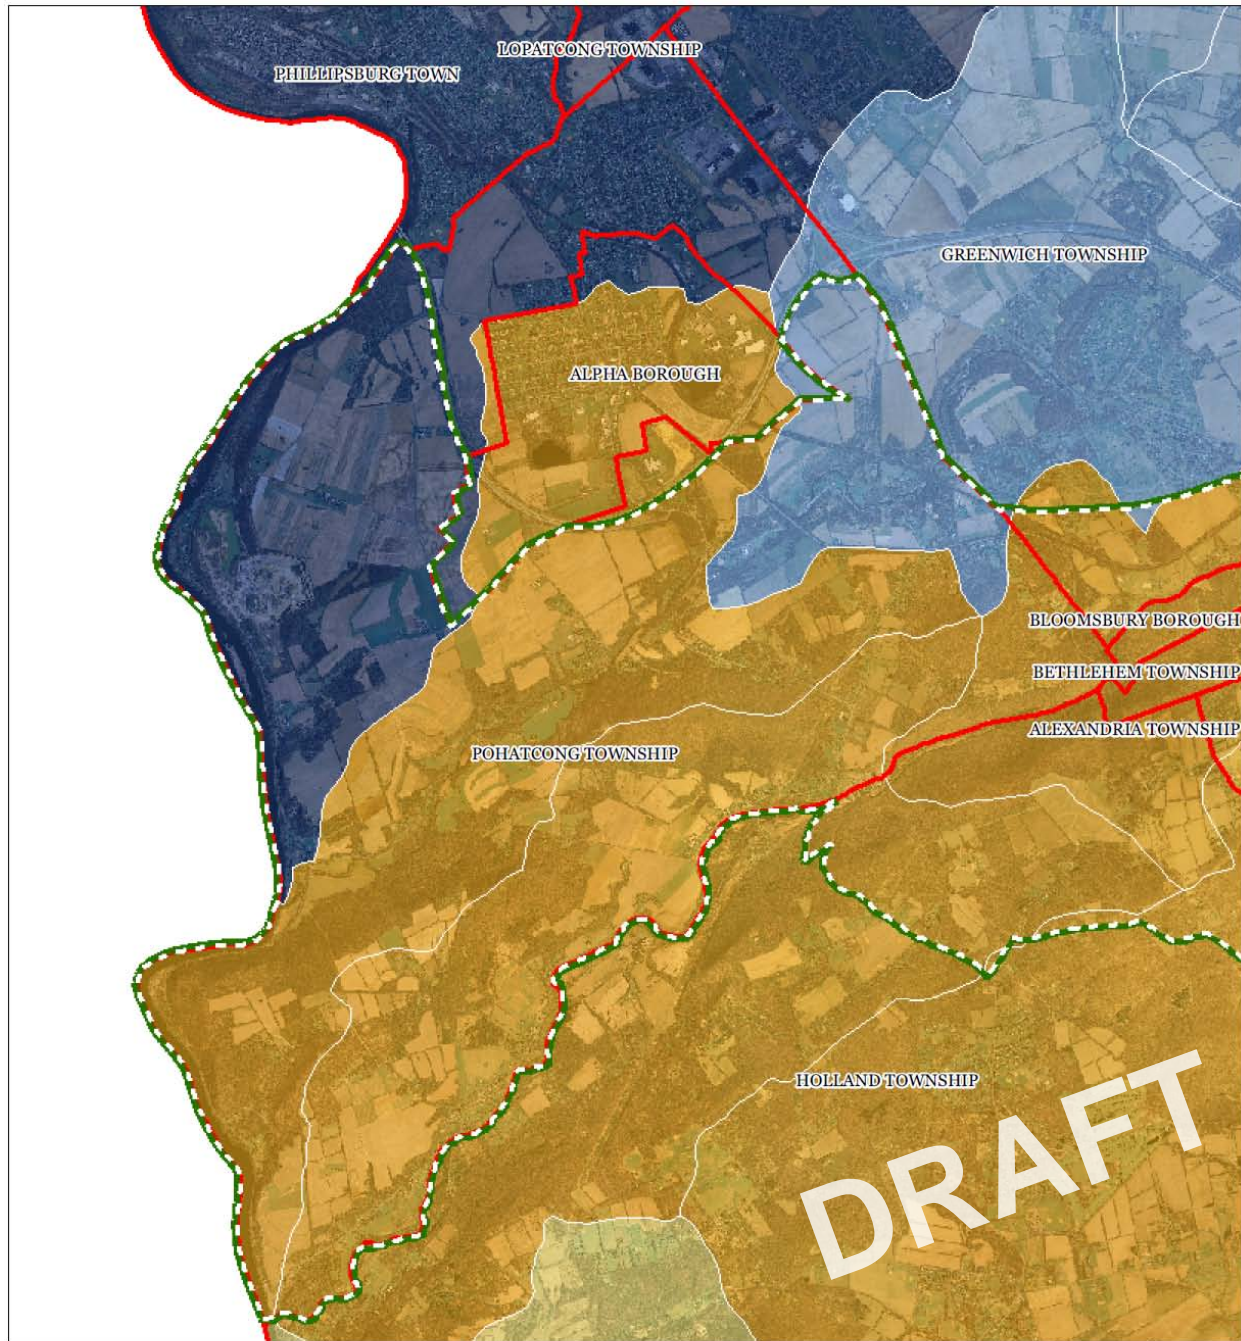 LOPATCONG TOWNSHIP
PHILLIPSBURG TOWN
GREENWICH TOWNSHIP
ALPHA BOROUGH
BLOOMSBURY BOROUGH
BETHLEHEM TOWNSHIP
ALEXANDRIA TOWNSHIP
POHATCONG TOWNSHIP
HOLLAND TOWNSHIP
DRAFT